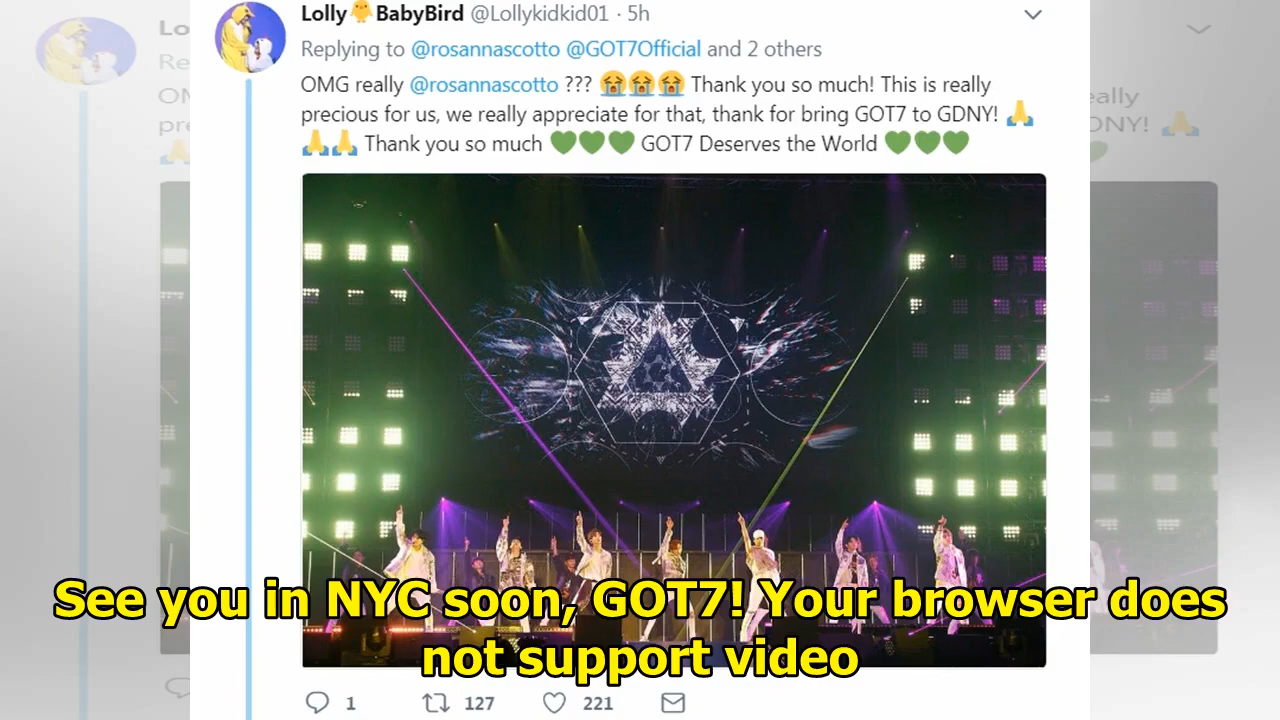 Lolly🐥BabyBird @Lollykidkid01 · 5h
Replying to @rosannascotto @GOT7Official and 2 others
OMG really @rosannascotto ??? 😭😭😭 Thank you so much! This is really
precious for us, we really appreciate for that, thank for bring GOT7 to GDNY! 🙏
🙏🙏 Thank you so much 💚💚💚 GOT7 Deserves the World 💚💚💚
See you in NYC soon, GOT7! Your browser does
not support video
1 127 221